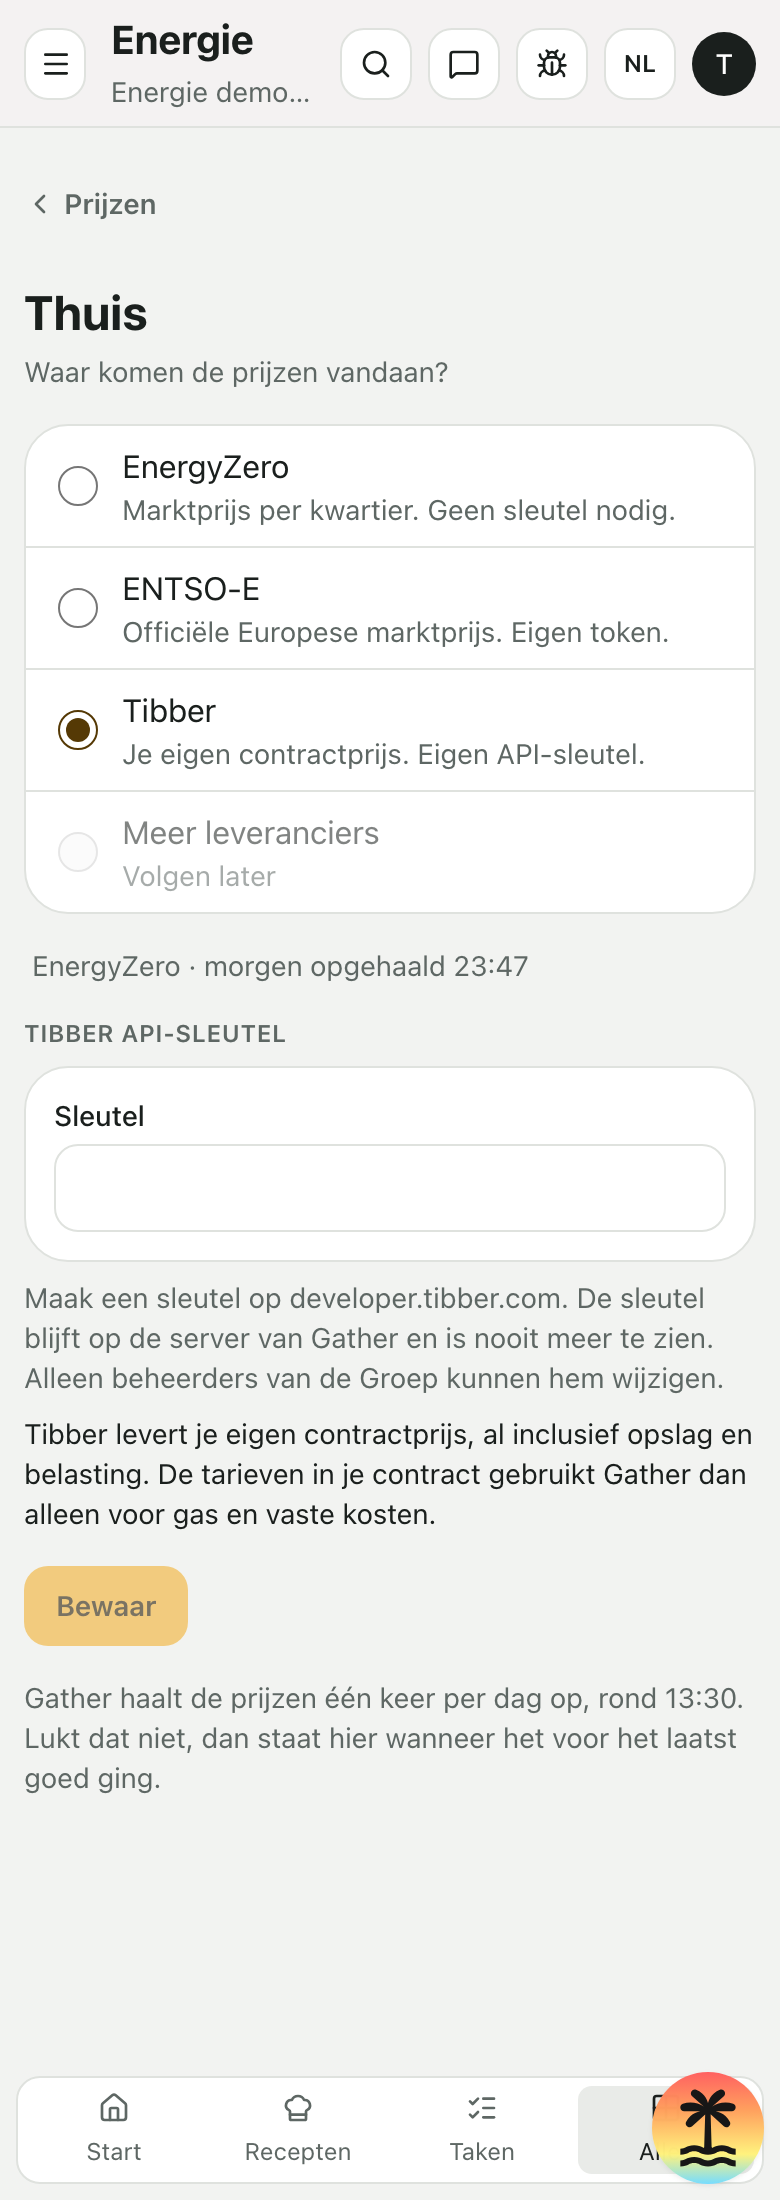 Energie
Energie demo...
NL
T
Prijzen
Thuis
Waar komen de prijzen vandaan?
EnergyZero
Marktprijs per kwartier. Geen sleutel nodig.
ENTSO-E
Officiële Europese marktprijs. Eigen token.
Tibber
Je eigen contractprijs. Eigen API-sleutel.
Meer leveranciers
Volgen later
EnergyZero · morgen opgehaald 23:47
TIBBER API-SLEUTEL
Sleutel
Maak een sleutel op developer.tibber.com. De sleutel
blijft op de server van Gather en is nooit meer te zien.
Alleen beheerders van de Groep kunnen hem wijzigen.
Tibber levert je eigen contractprijs, al inclusief opslag en
belasting. De tarieven in je contract gebruikt Gather dan
alleen voor gas en vaste kosten.
Bewaar
Gather haalt de prijzen één keer per dag op, rond 13:30.
Lukt dat niet, dan staat hier wanneer het voor het laatst
goed ging.
Start
Recepten
Taken